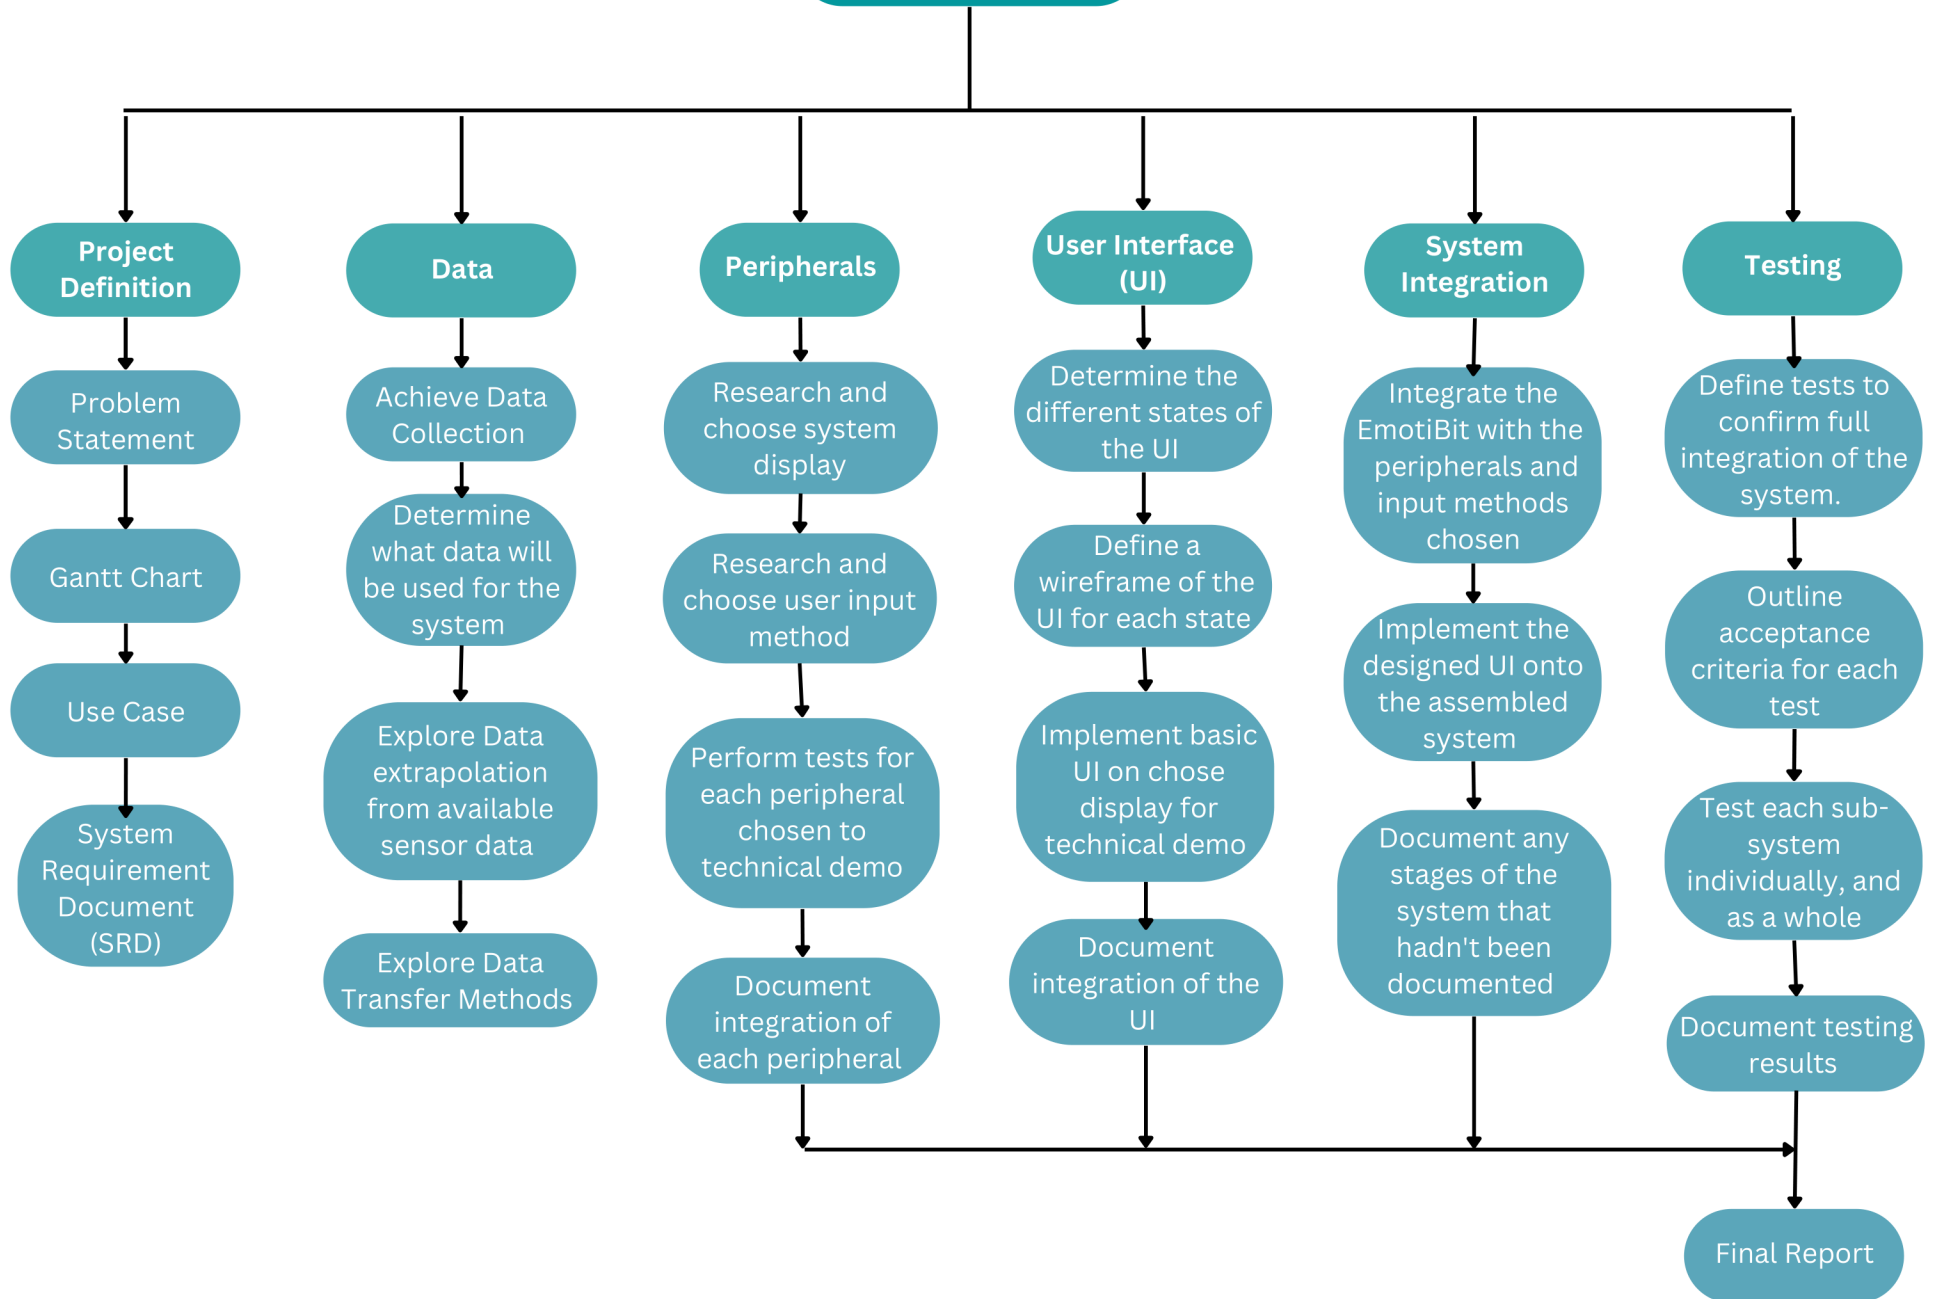 Project
Definition
Problem
Statement
Gantt Chart
Use Case
System
Requirement
Document
(SRD)
Data
Achieve Data
Collection
Determine
what data will
be used for the
system
Explore Data
extrapolation
from available
sensor data
Explore Data
Transfer Methods
Peripherals
Research and
choose system
display
Research and
choose user input
method
Perform tests for
each peripheral
chosen to
technical demo
Document
integration of
each peripheral
User Interface
(UI)
Determine the
different states of
the UI
Define a
wireframe of the
UI for each state
Implement basic
UI on chose
display for
technical demo
Document
integration of the
UI
System
Integration
Integrate the
EmotiBit with the
peripherals and
input methods
chosen
Implement the
designed UI onto
the assembled
system
Document any
stages of the
system that
hadn't been
documented
Testing
Define tests to
confirm full
integration of the
system.
Outline
acceptance
criteria for each
test
Test each sub-
system
individually, and
as a whole
Document testing
results
Final Report